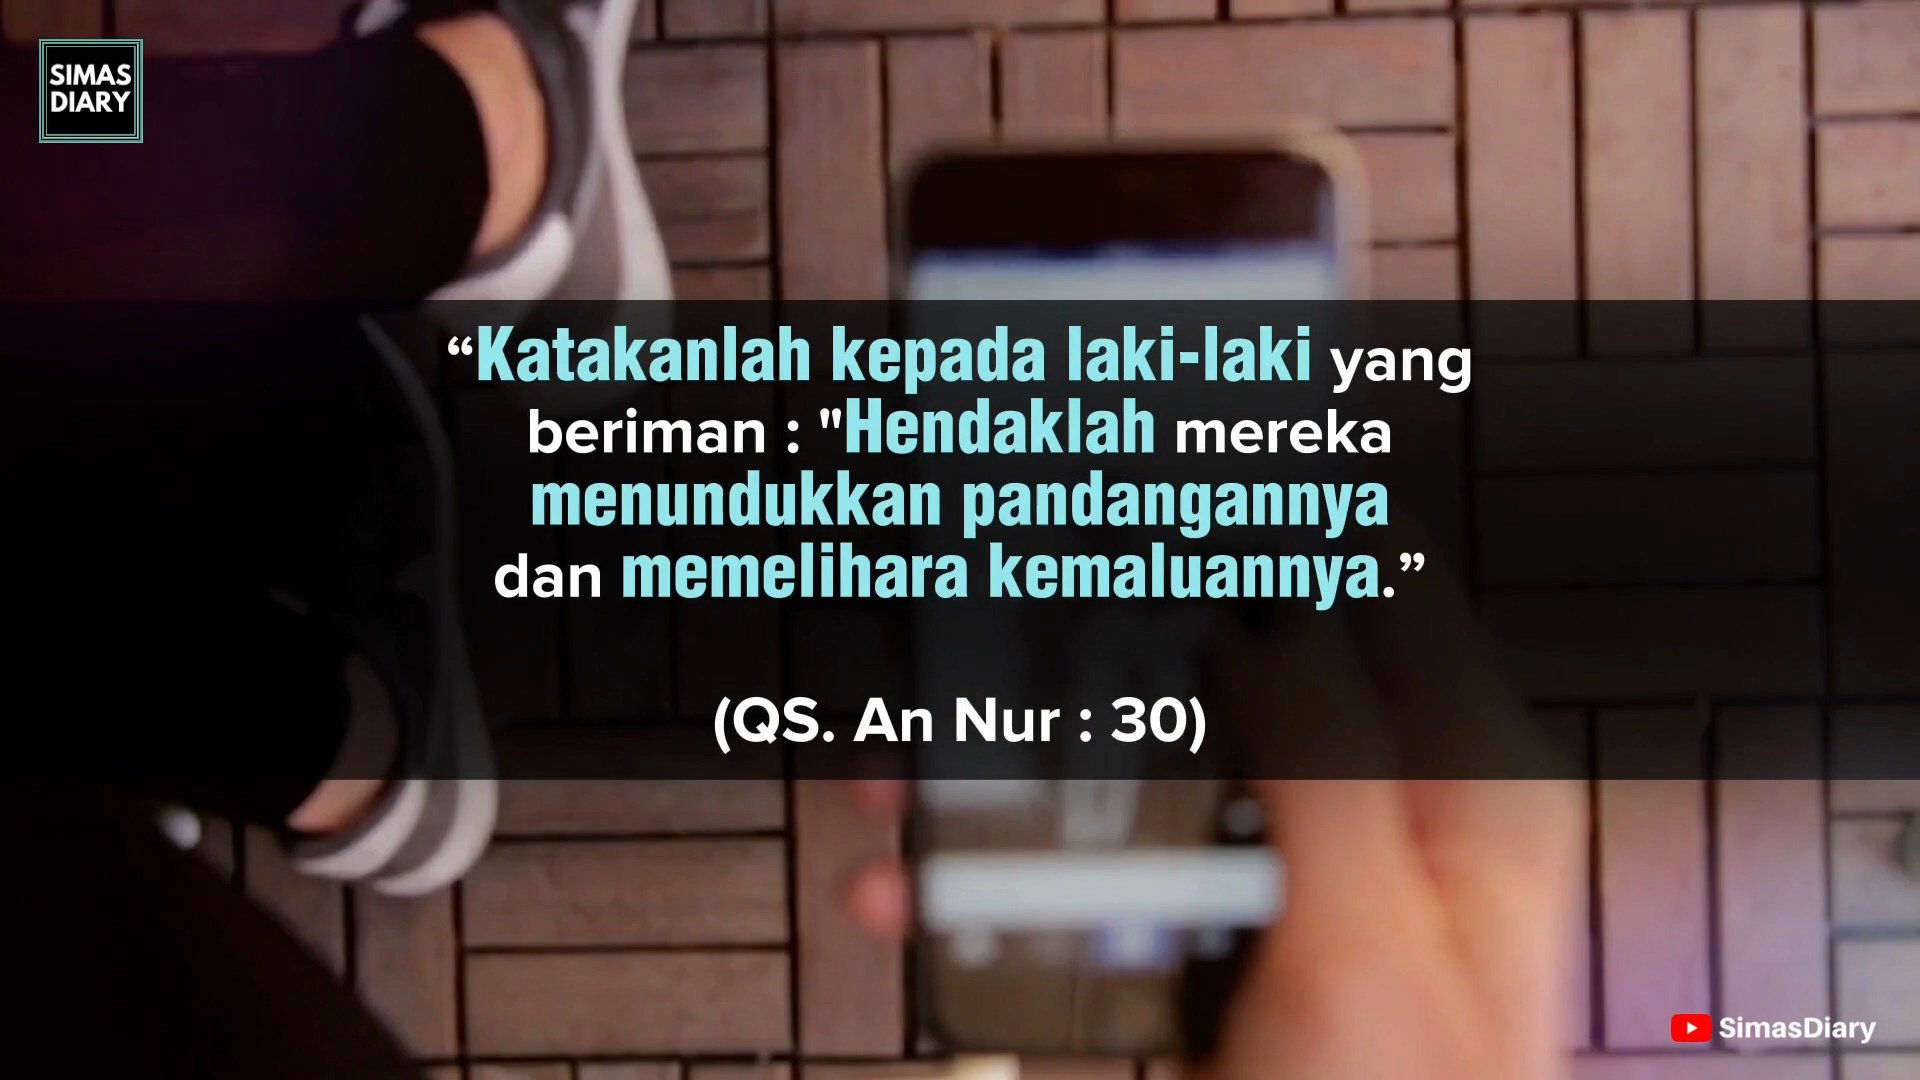 SIMAS
DIARY
“Katakanlah kepada laki-laki yang
beriman : "Hendaklah mereka
menundukkan pandangannya
dan memelihara kemaluannya.”
(QS. An Nur : 30)
SimasDiary